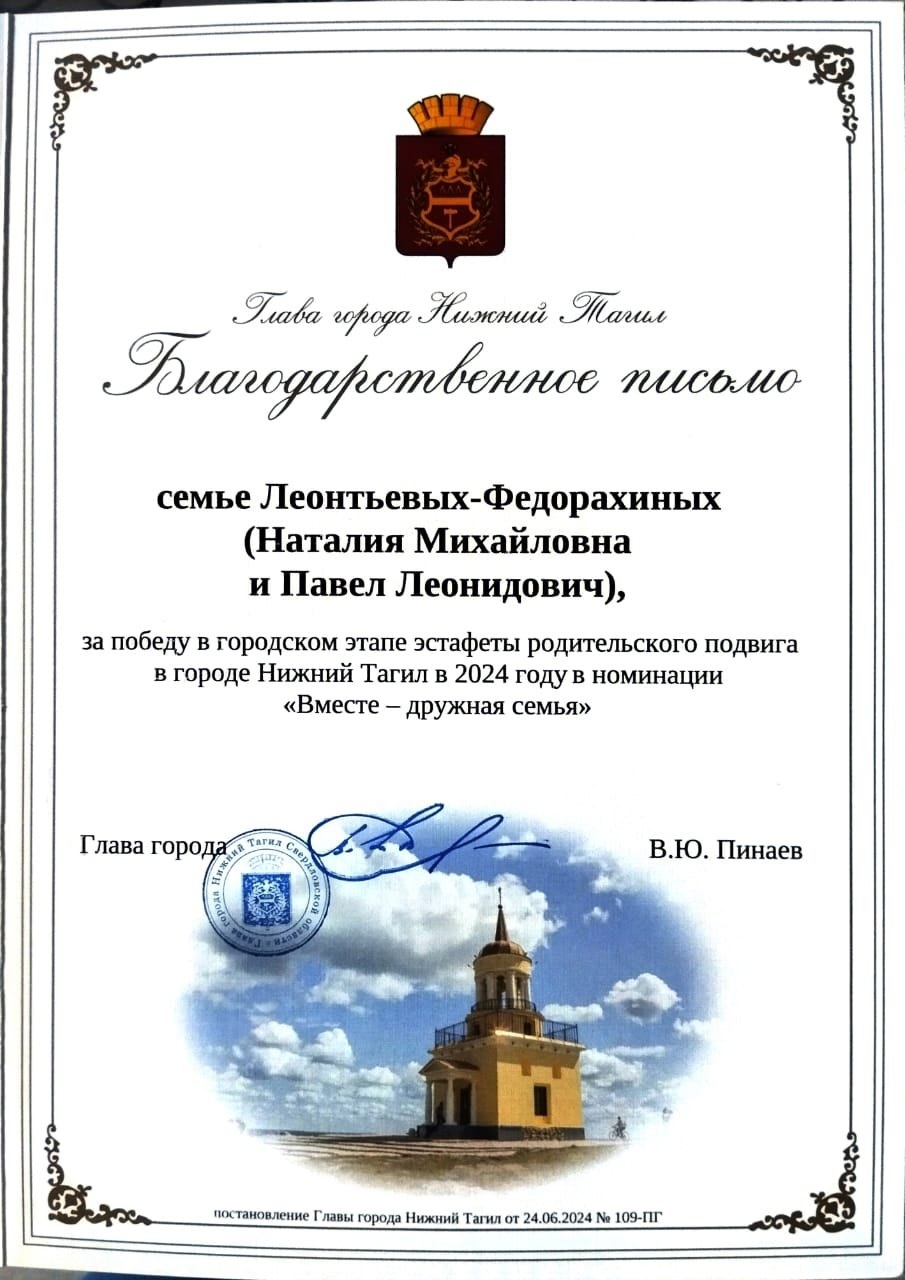 Глава города Нижний Тагил
Благодарственное письмо
семье Леонтьевых-Федорахиных
(Наталия Михайловна
и Павел Леонидович),
за победу в городском этапе эстафеты родительского подвига
в городе Нижний Тагил в 2024 году в номинации
«Вместе – дружная семья»
Глава города
В.Ю. Пинаев
Глава города Нижний Тагил Свердловской области
постановление Главы города Нижний Тагил от 24.06.2024 № 109-ПГ